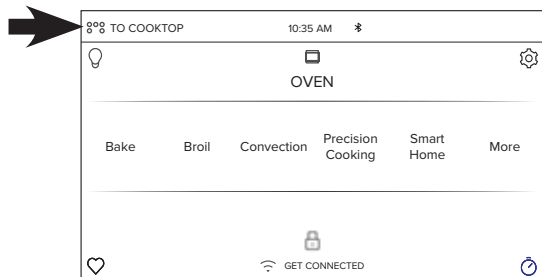 TO COOKTOP 10:35 AM
OVEN
Bake Broil Convection Precision Cooking Smart Home More
GET CONNECTED